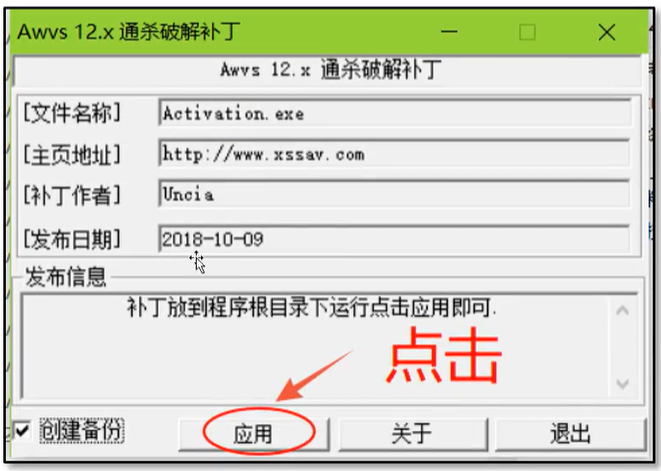 Awvs 12.x 通杀破解补丁
Awvs 12.x 通杀破解补丁
[文件名称] Activation.exe
[主页地址] http://www.xssav.com
[补丁作者] Uncia
[发布日期] 2018-10-09
发布信息
补丁放到程序根目录下运行点击应用即可.
点击
创建备份 应用 关于 退出